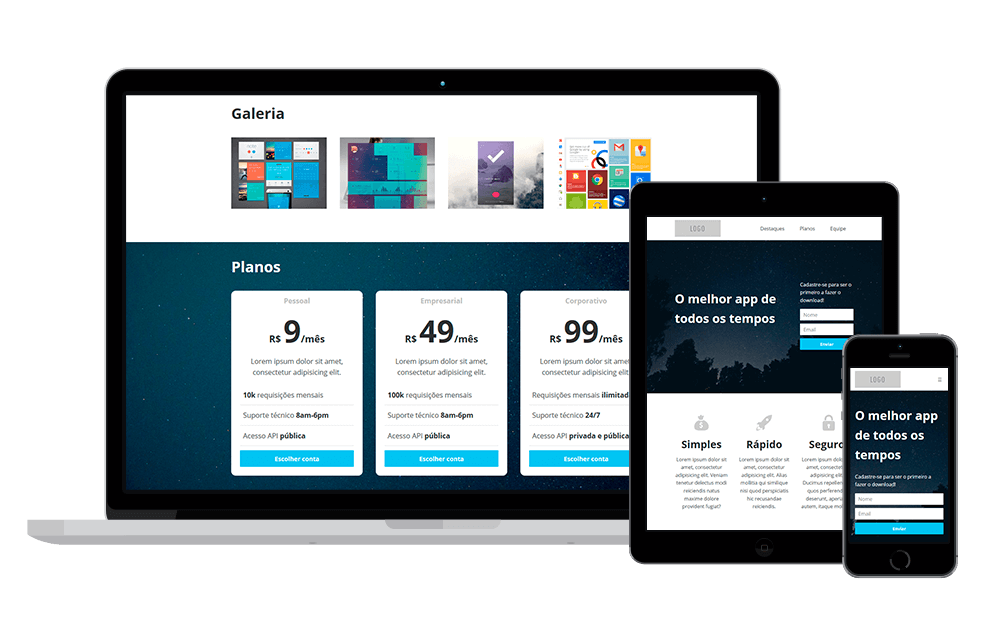 Galeria
Planos
Pessoal
R$ 9/mês
Lorem ipsum dolor sit amet,
consectetur adipisicing elit.
10k requisições mensais
Suporte técnico 8am-6pm
Acesso API pública
Escolher conta
Empresarial
R$ 49/mês
Lorem ipsum dolor sit amet,
consectetur adipisicing elit.
100k requisições mensais
Suporte técnico 8am-6pm
Acesso API pública
Escolher conta
Corporativo
R$ 99/mês
Lorem ipsum dolor sit amet,
consectetur adipisicing elit.
Requisições mensais ilimitad
Suporte técnico 24/7
Acesso API privada e pública
Escolher conta
LOGO
Destaques Planos Equipe
O melhor app de
todos os tempos
Cadastre-se para ser o
primeiro a fazer o
download!
Nome
Email
Enviar
Simples
Lorem ipsum dolor sit
amet, consectetur
adipisicing elit. Veniam
tenetur delectus modi
reiciendis natus
maxime dolore
provident fugiat?
Rápido
Lorem ipsum dolor sit
amet, consectetur
adipisicing elit. Alias
mollitia qui similique
nisi quod perspiciatis
hic recusandae
reiciendis.
Seguro
Lorem ipsum dolor
amet, consectet
adipisicing elit.
Ducimus repeller
quos perferend
deserunt, aperia
autem, itaque mo
LOGO
O melhor app
de todos os
tempos
Cadastre-se para ser o primeiro a
fazer o download!
Nome
Email
Enviar